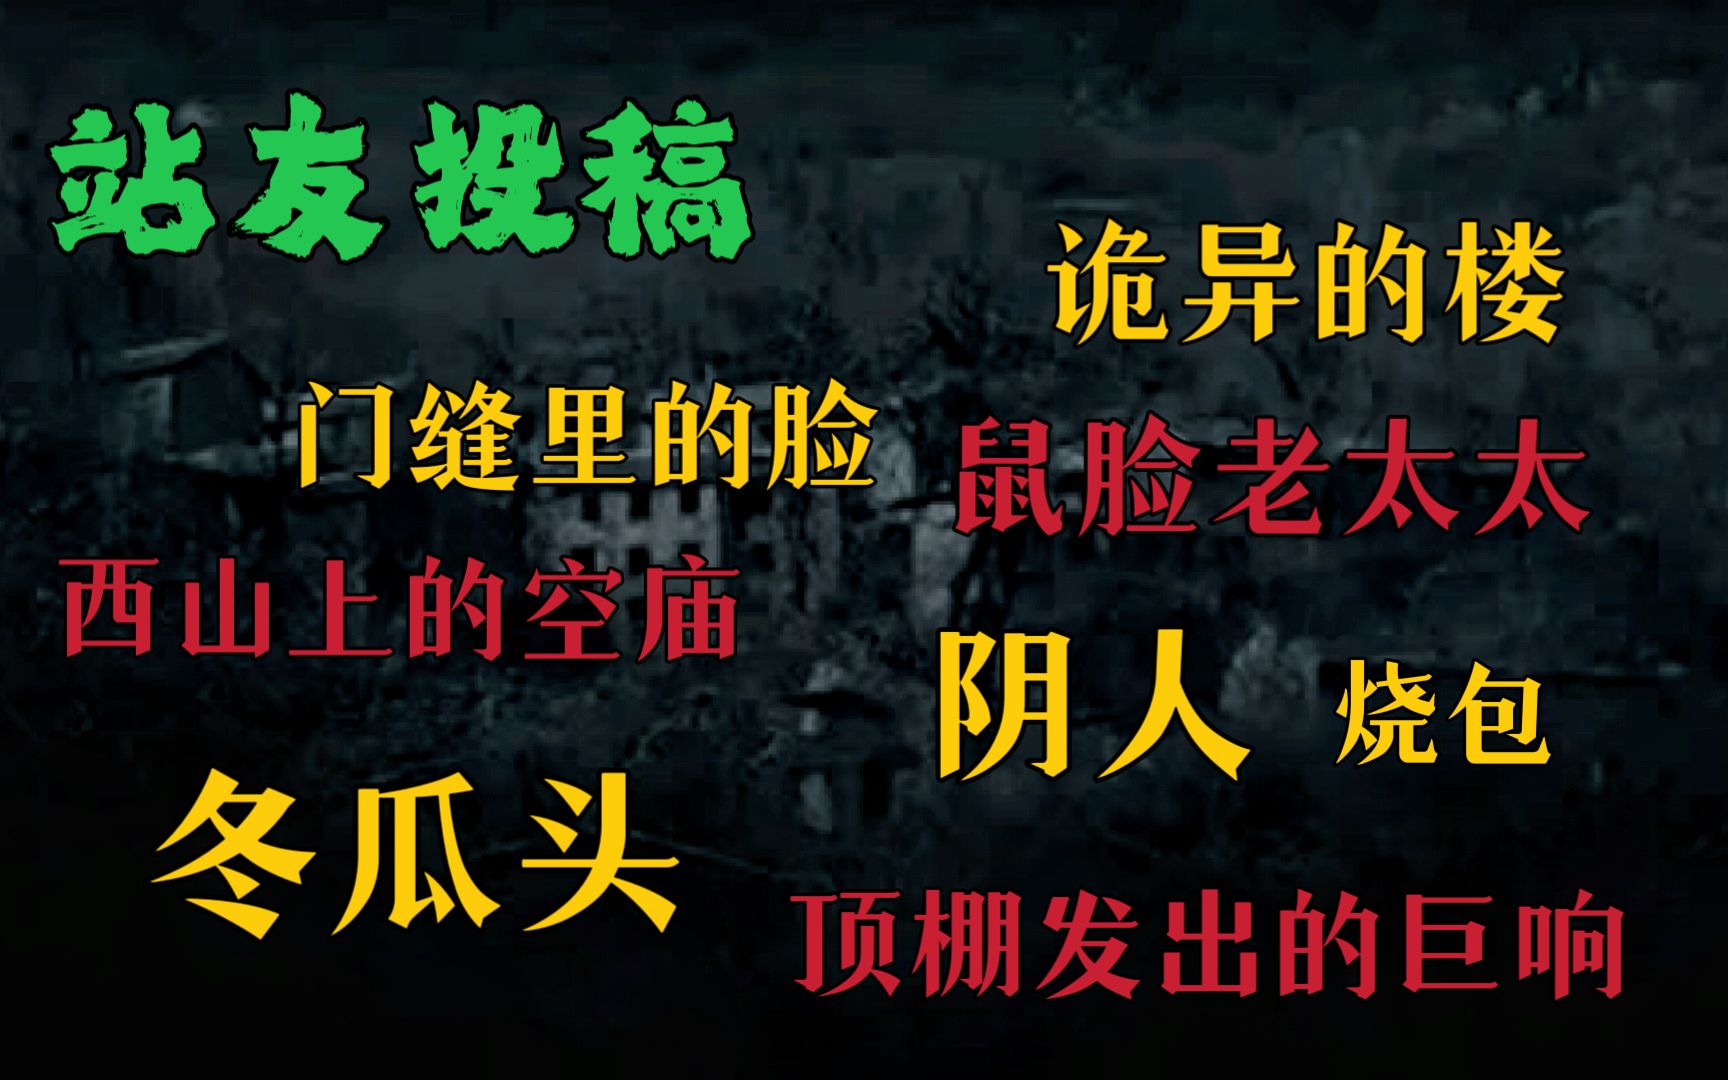 站友投稿
诡异的楼
门缝里的脸
鼠脸老太太
西山上的空庙
阴人 烧包
冬瓜头
顶棚发出的巨响